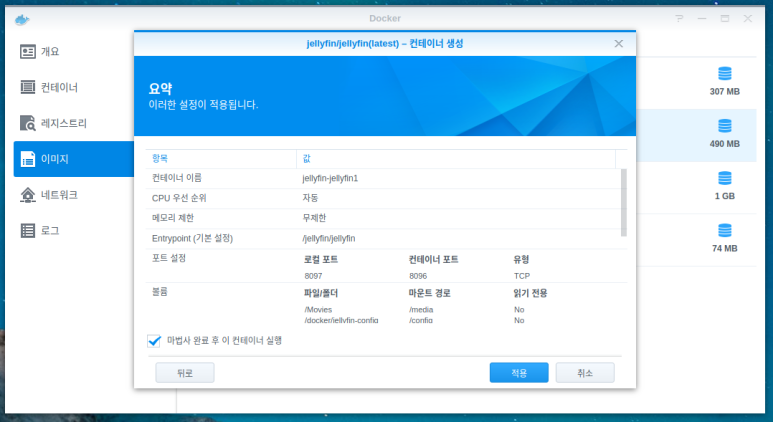 Docker
개요
컨테이너
레지스트리
이미지
네트워크
로그
307 MB
490 MB
1 GB
74 MB
jellyfin/jellyfin(latest) – 컨테이너 생성
요약
이러한 설정이 적용됩니다.
항목 값
컨테이너 이름 jellyfin-jellyfin1
CPU 우선 순위 자동
메모리 제한 무제한
Entrypoint (기본 설정) /jellyfin/jellyfin
포트 설정 로컬 포트 컨테이너 포트 유형
8097 8096 TCP
볼륨 파일/폴더 마운트 경로 읽기 전용
/Movies /media No
/docker/jellyfin-config /config No
마법사 완료 후 이 컨테이너 실행
뒤로 적용 취소